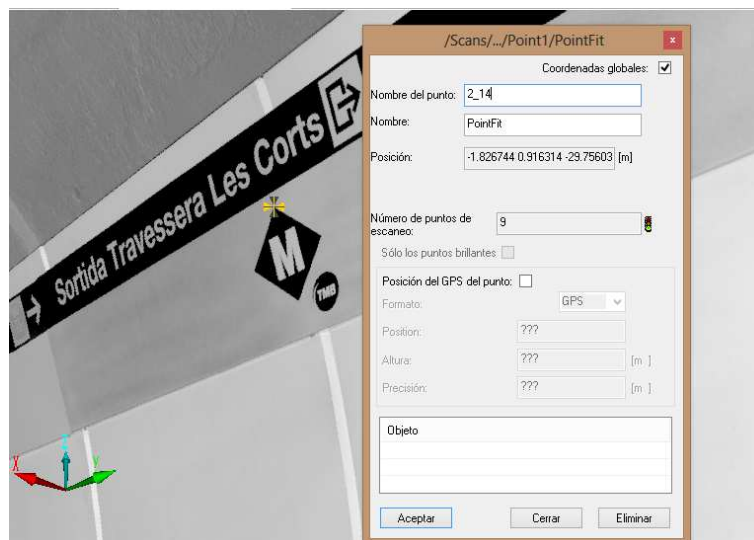 Sortida Travessera Les Corts
M
TMB
X
Z
Y
/Scans/.../Point1/PointFit
x
Coordenadas globales:
Nombre del punto: 2_14
Nombre: PointFit
Posición: -1.826744 0.916314 -29.75603 [m]
Número de puntos de
escaneo: 9
Sólo los puntos brillantes
Posición del GPS del punto:
Formato: GPS
Position: ???
Altura: ??? [m ]
Precisión: ??? [m ]
Objeto
Aceptar Cerrar Eliminar